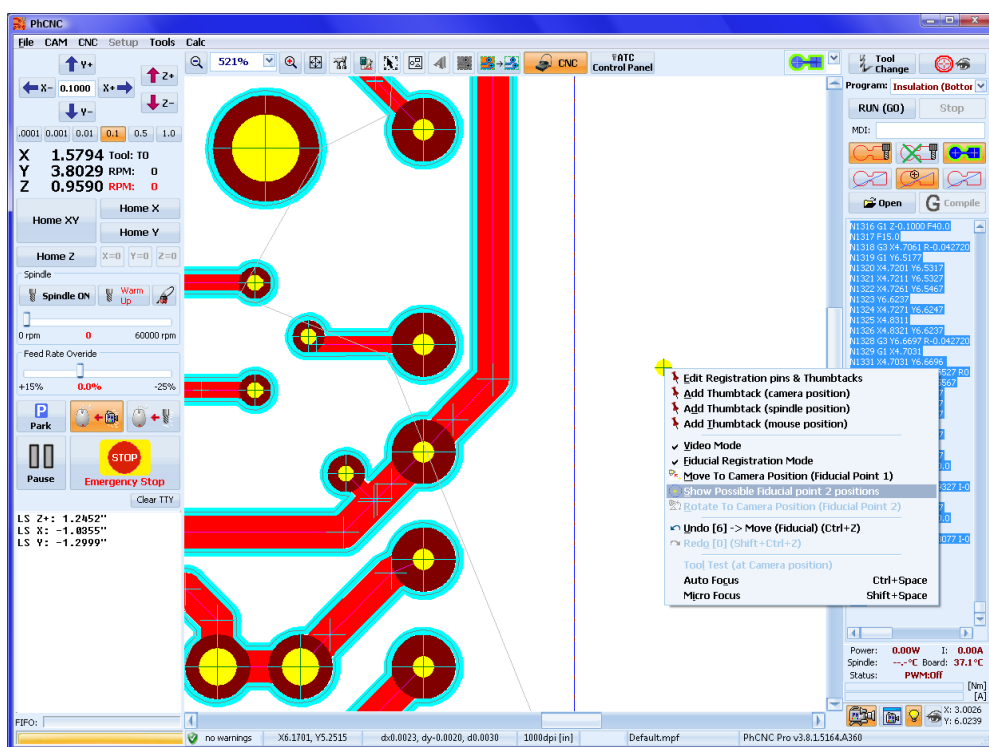 PhCNC
File CAM CNC Setup Tools Calc
Y+
X- 0.1000 X+
Z+
Y-
Z-
.0001 0.001 0.01 0.1 0.5 1.0
X 1.5794 Tool: T0
Y 3.8029 RPM: 0
Z 0.9590 RPM: 0
Home XY
Home X
Home Y
Home Z X=0 Y=0 Z=0
Spindle
Spindle ON
Warm Up
0 rpm 0 60000 rpm
Feed Rate Overide
+15% 0.0% -25%
P
Park
Pause
STOP
Emergency Stop
Clear TTY
LS Z+: 1.2452"
LS X: -1.0355"
LS Y: -1.2999"
FIFO:
521%
CNC
ATC
Control Panel
Edit Registration pins & Thumbtacks
Add Thumbtack (camera position)
Add Thumbtack (spindle position)
Add Thumbtack (mouse position)
Video Mode
Fiducial Registration Mode
Move To Camera Position (Fiducial Point 1)
Show Possible Fiducial point 2 positions
Rotate To Camera Position (Fiducial Point 2)
Undo [6] -> Move (Fiducial) (Ctrl+Z)
Redo [0] (Shift+Ctrl+Z)
Tool Test (at Camera position)
Auto Focus Ctrl+Space
Micro Focus Shift+Space
Tool Change
Program: Insulation (Bottor
RUN (GO) Stop
MDI:
Open G Compile
N1316 G1 Z-0.1000 F40.0
N1317 F15.0
N1318 G3 X4.7061 R-0.042720
N1319 G1 Y6.5177
N1320 X4.7201 Y6.5317
N1321 X4.7211 Y6.5327
N1322 X4.7261 Y6.5467
N1323 Y6.6237
N1324 X4.7271 Y6.6247
N1325 X4.8311
N1326 X4.8321 Y6.6237
N1328 G3 Y6.6697 R-0.042720
N1329 G1 X4.7031
N1331 X4.7031 Y6.6696
Power: 0.00W I: 0.00A
Spindle: --.-°C Board: 37.1°C
Status: PWM:Off
[Nm]
[A]
X: 3.0026
Y: 6.0239
no warnings X6.1701, Y5.2515 dx0.0023, dy-0.0020, d0.0030 1000dpi [in] Default.mpf PhCNC Pro v3.8.1.5164.A360